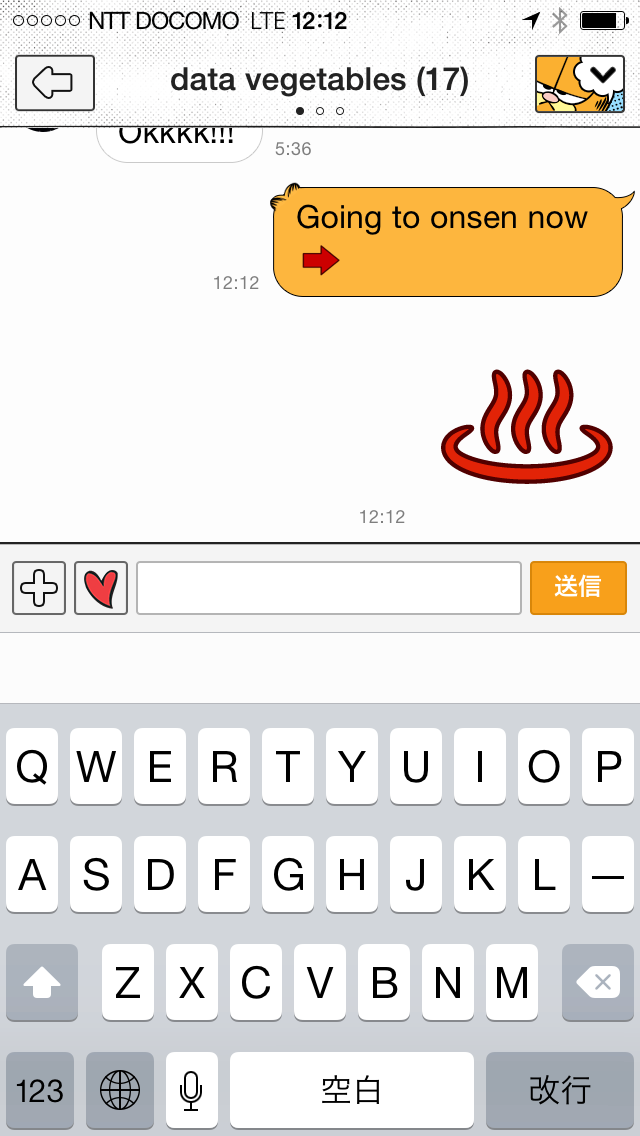 NTT DOCOMO LTE 12:12
data vegetables (17)
Okkkk!!!
5:36
Going to onsen now
12:12
12:12
送信
Q W E R T Y U I O P
A S D F G H J K L —
Z X C V B N M
123 空白 改行